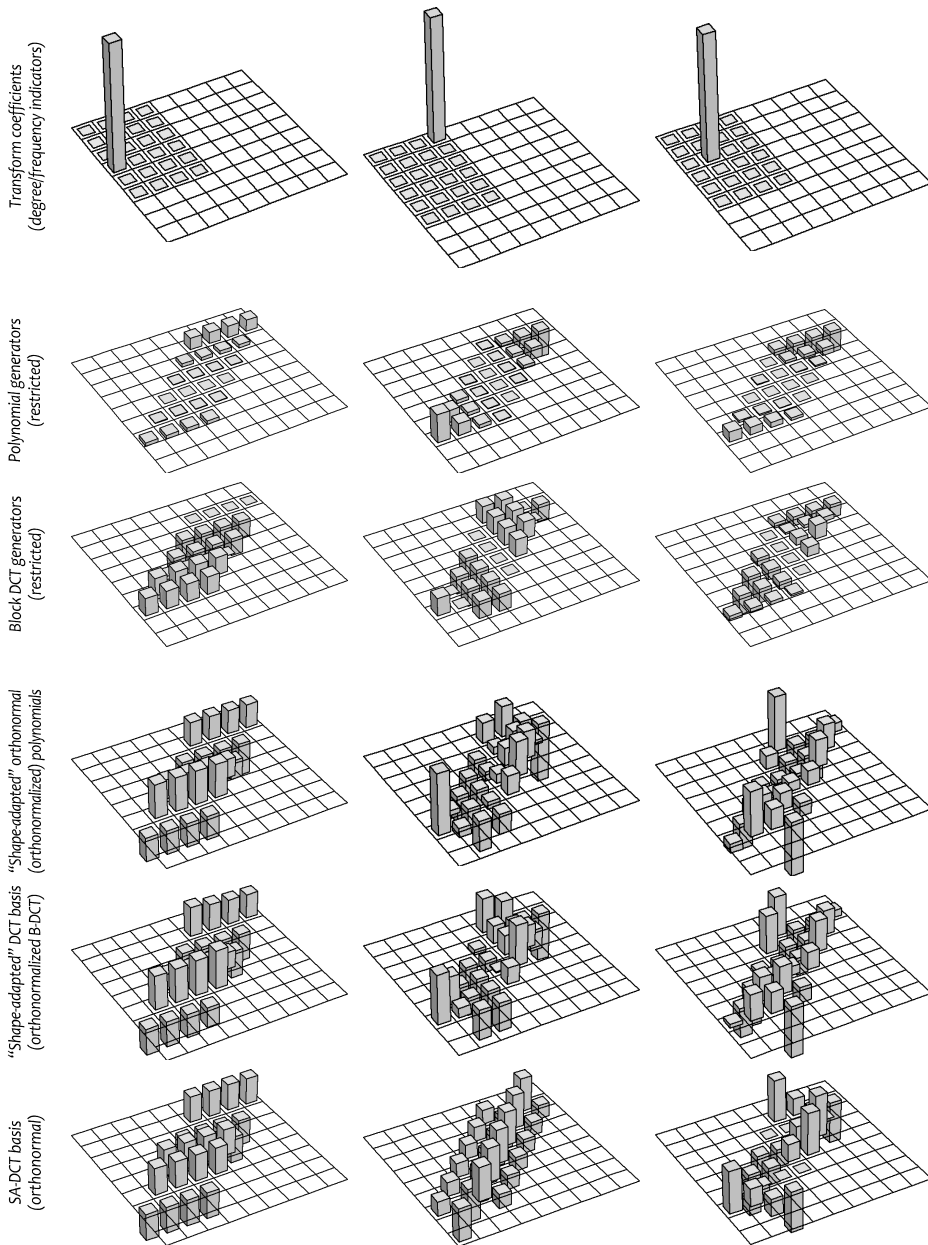 Transform coefficients
(degree/frequency indicators)
Polynomial generators
(restricted)
Block DCT generators
(restricted)
“Shape-adapted” orthonormal
(orthonormalized) polynomials
“Shape-adapted” DCT basis
(orthonormalized B-DCT)
SA-DCT basis
(orthonormal)